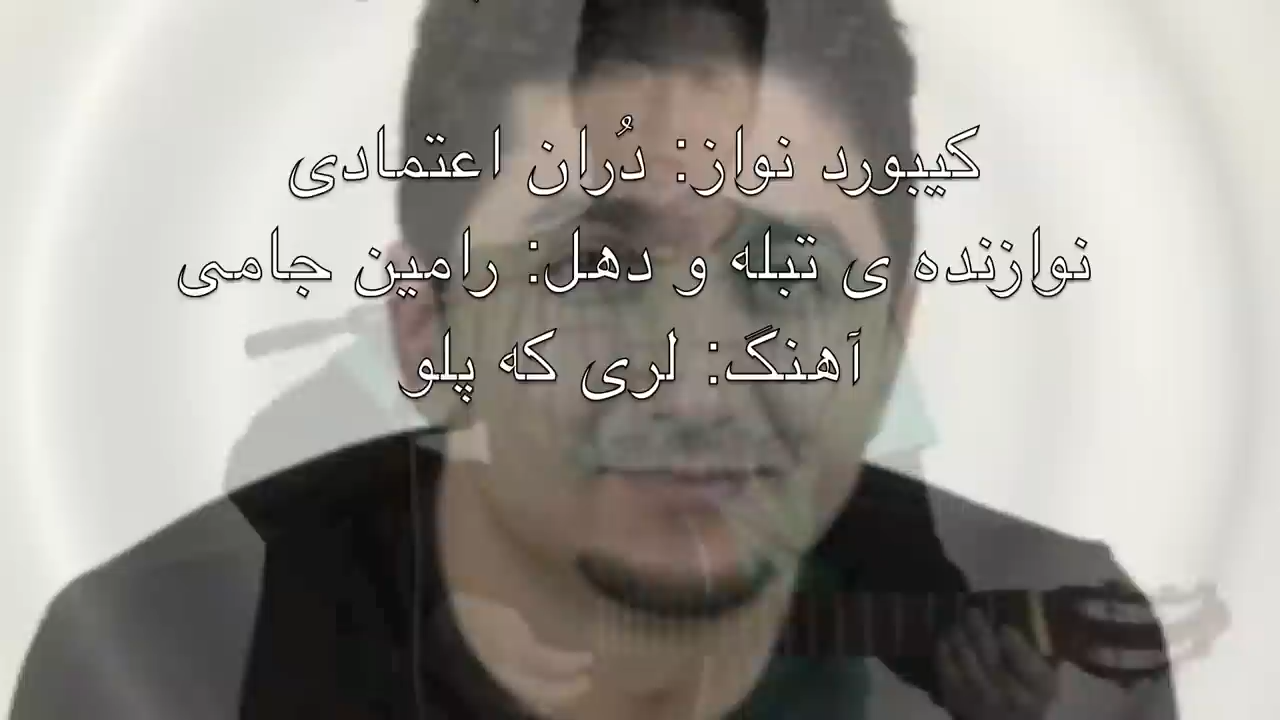 کیبورد نواز: دُران اعتمادی
نوازنده ی تبله و دهل: رامین جامی
آهنگ: لری که پلو